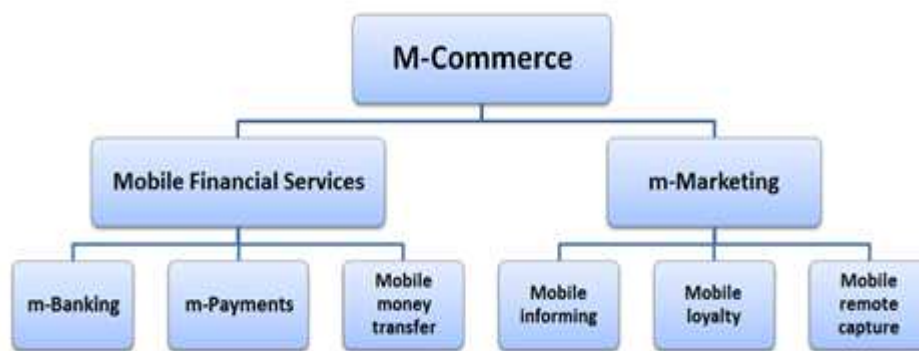 M-Commerce
Mobile Financial Services
m-Marketing
m-Banking
m-Payments
Mobile
money
transfer
Mobile
informing
Mobile
loyalty
Mobile
remote
capture